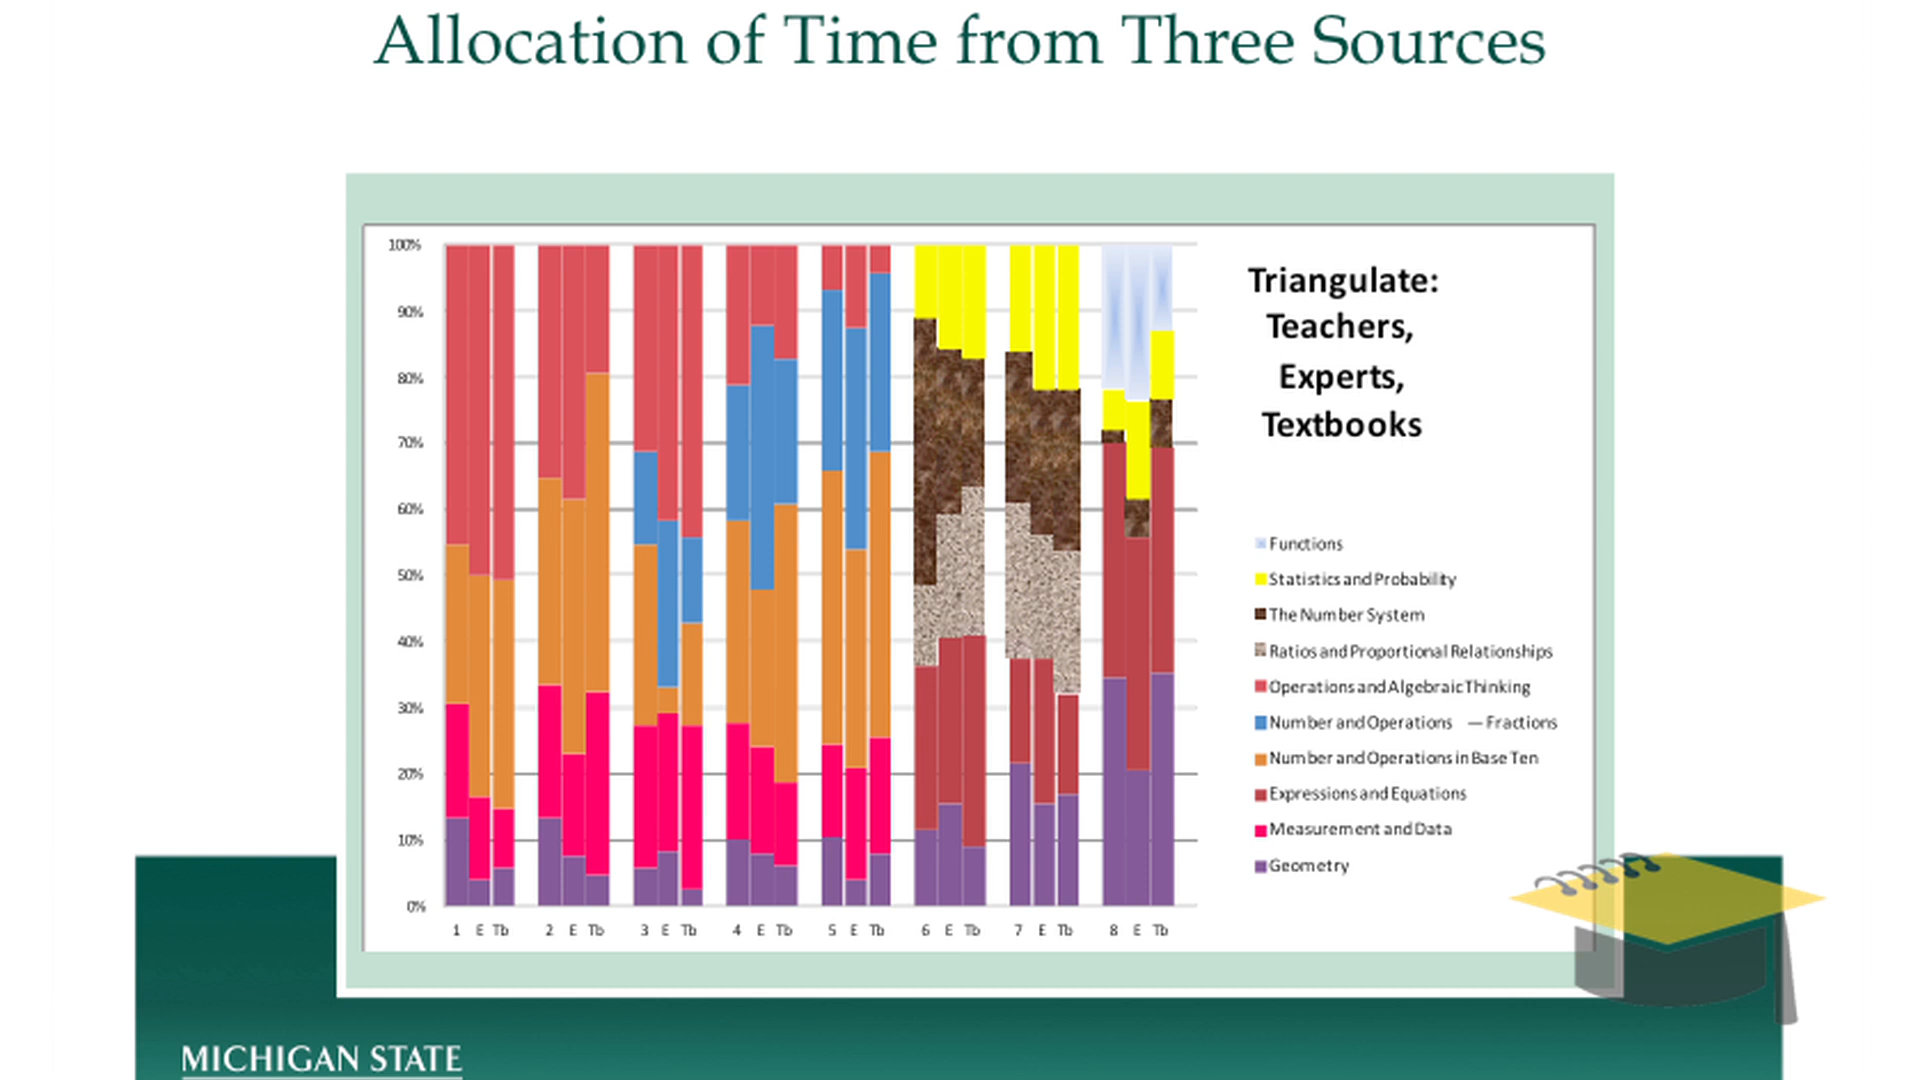 Allocation of Time from Three Sources
100%
90%
80%
70%
60%
50%
40%
30%
20%
10%
0%
1 E Tb 2 E Tb 3 E Tb 4 E Tb 5 E Tb 6 E Tb 7 E Tb 8 E Tb
Triangulate:
Teachers,
Experts,
Textbooks
Functions
Statistics and Probability
The Number System
Ratios and Proportional Relationships
Operations and Algebraic Thinking
Number and Operations — Fractions
Number and Operations in Base Ten
Expressions and Equations
Measurement and Data
Geometry
MICHIGAN STATE